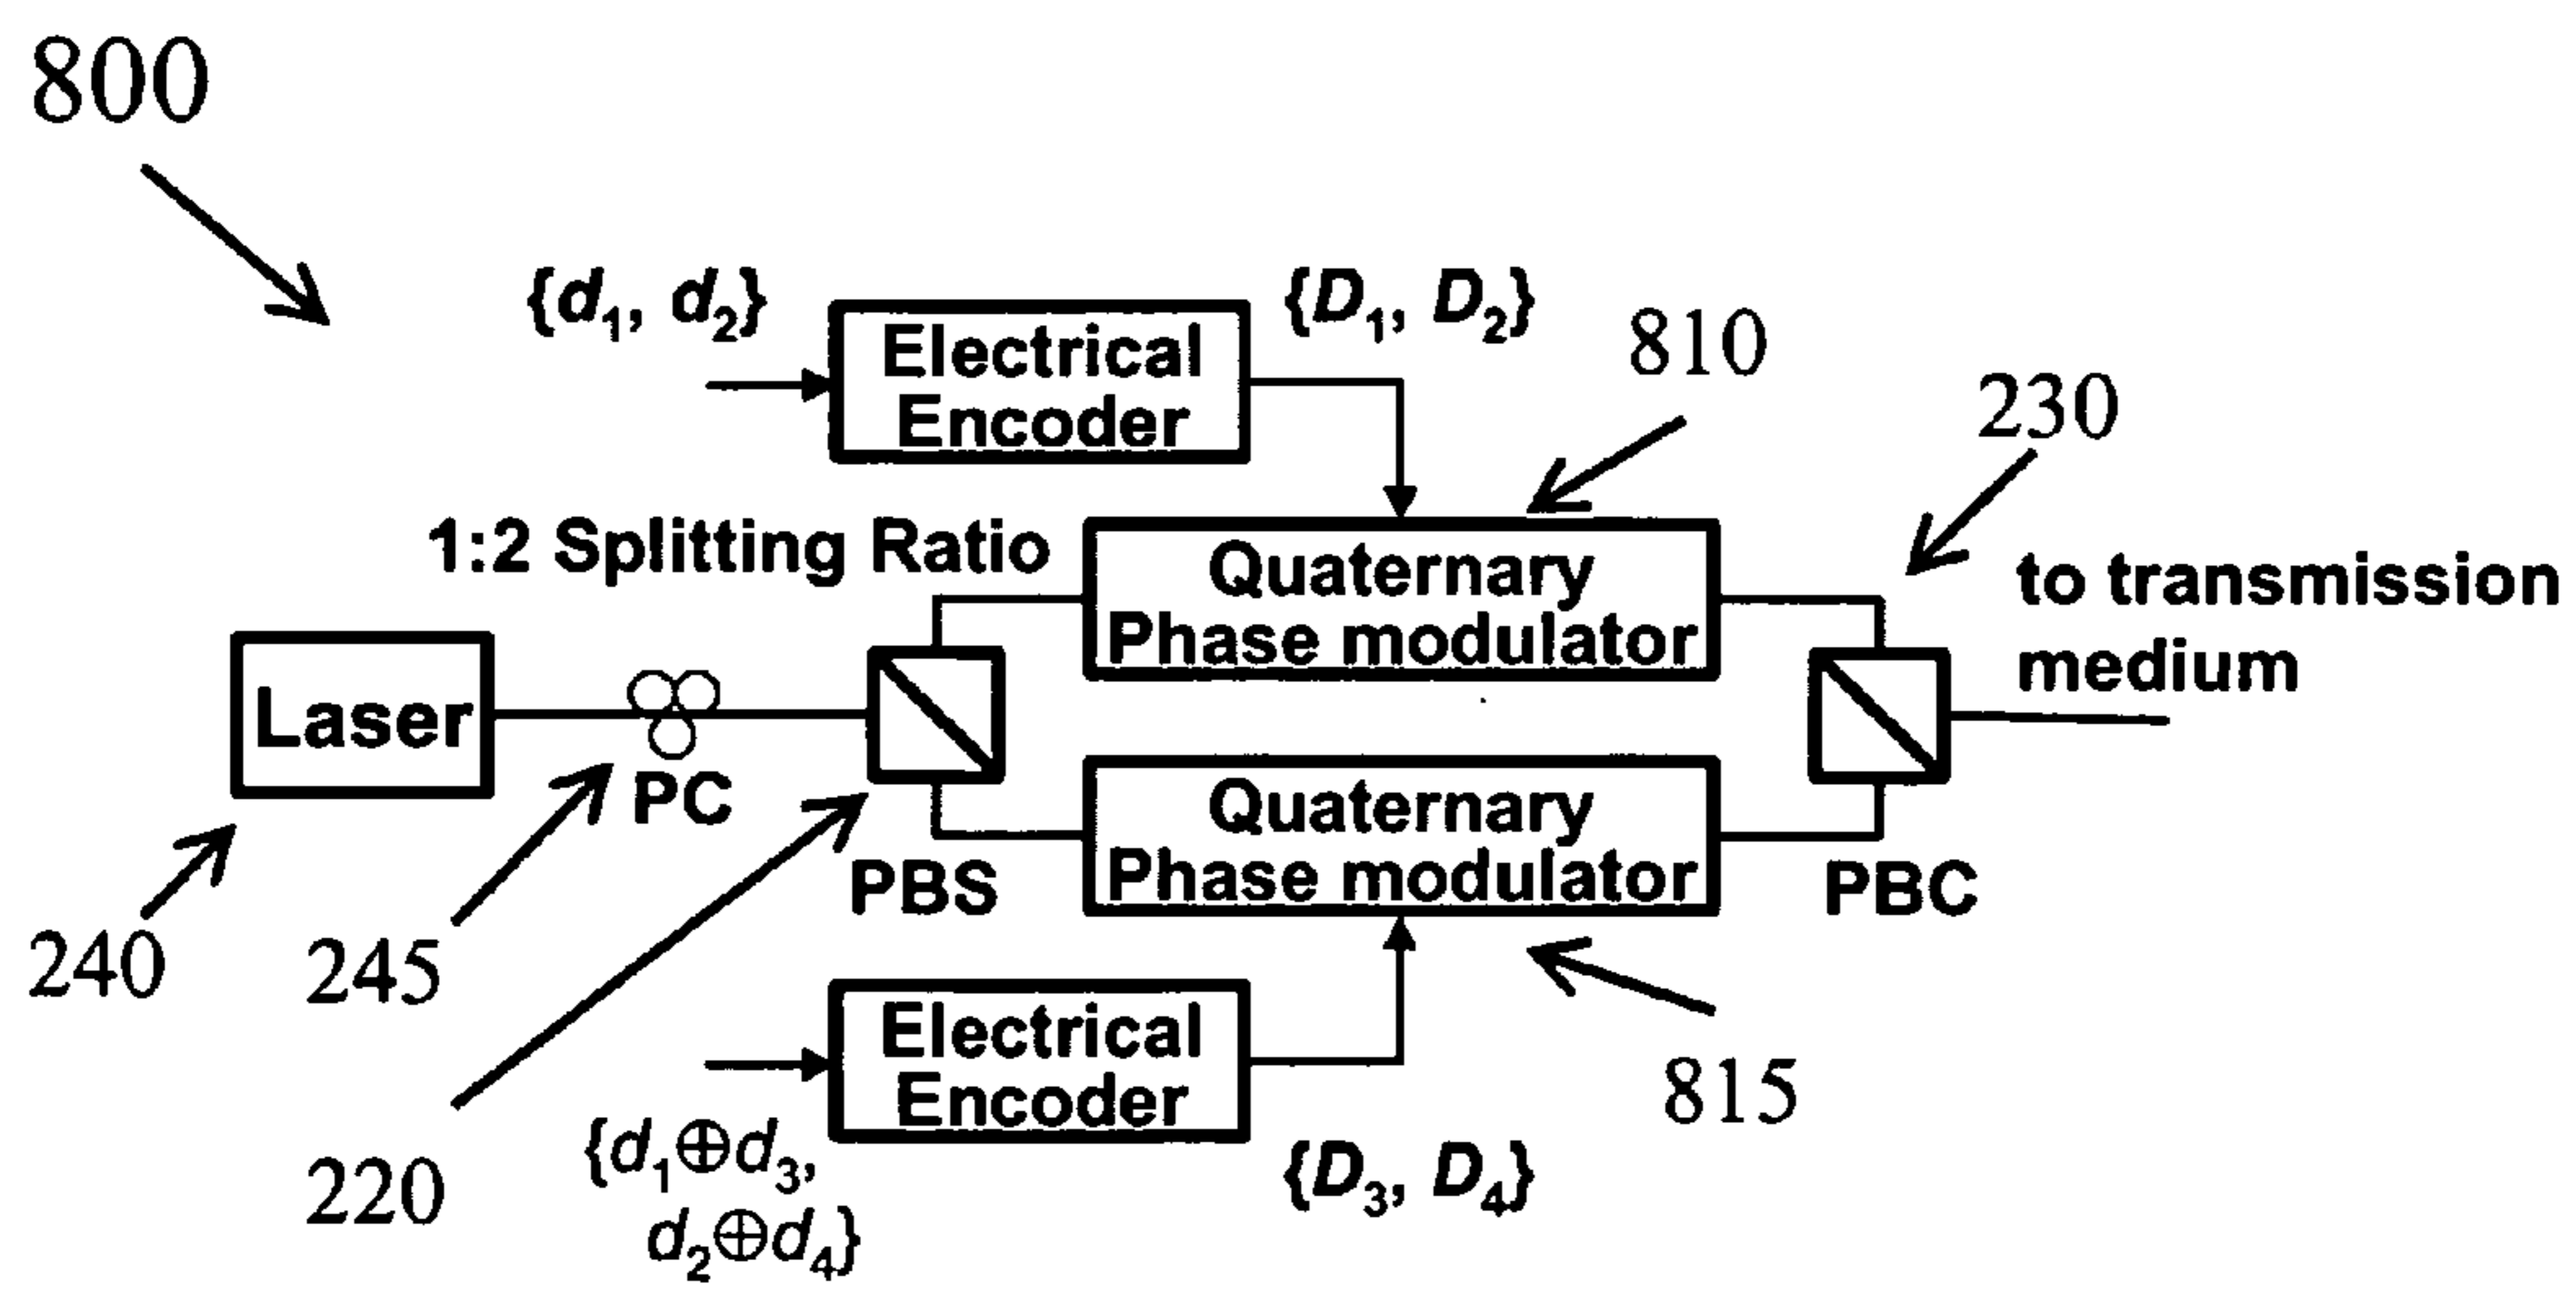 800
{d₁, d₂}
Electrical
Encoder
{D₁, D₂}
810
230
1:2 Splitting Ratio
Quaternary
Phase modulator
to transmission
medium
Laser
PC
PBS
Quaternary
Phase modulator
PBC
240
245
220
Electrical
Encoder
{d₁⊕d₃,
d₂⊕d₄}
{D₃, D₄}
815